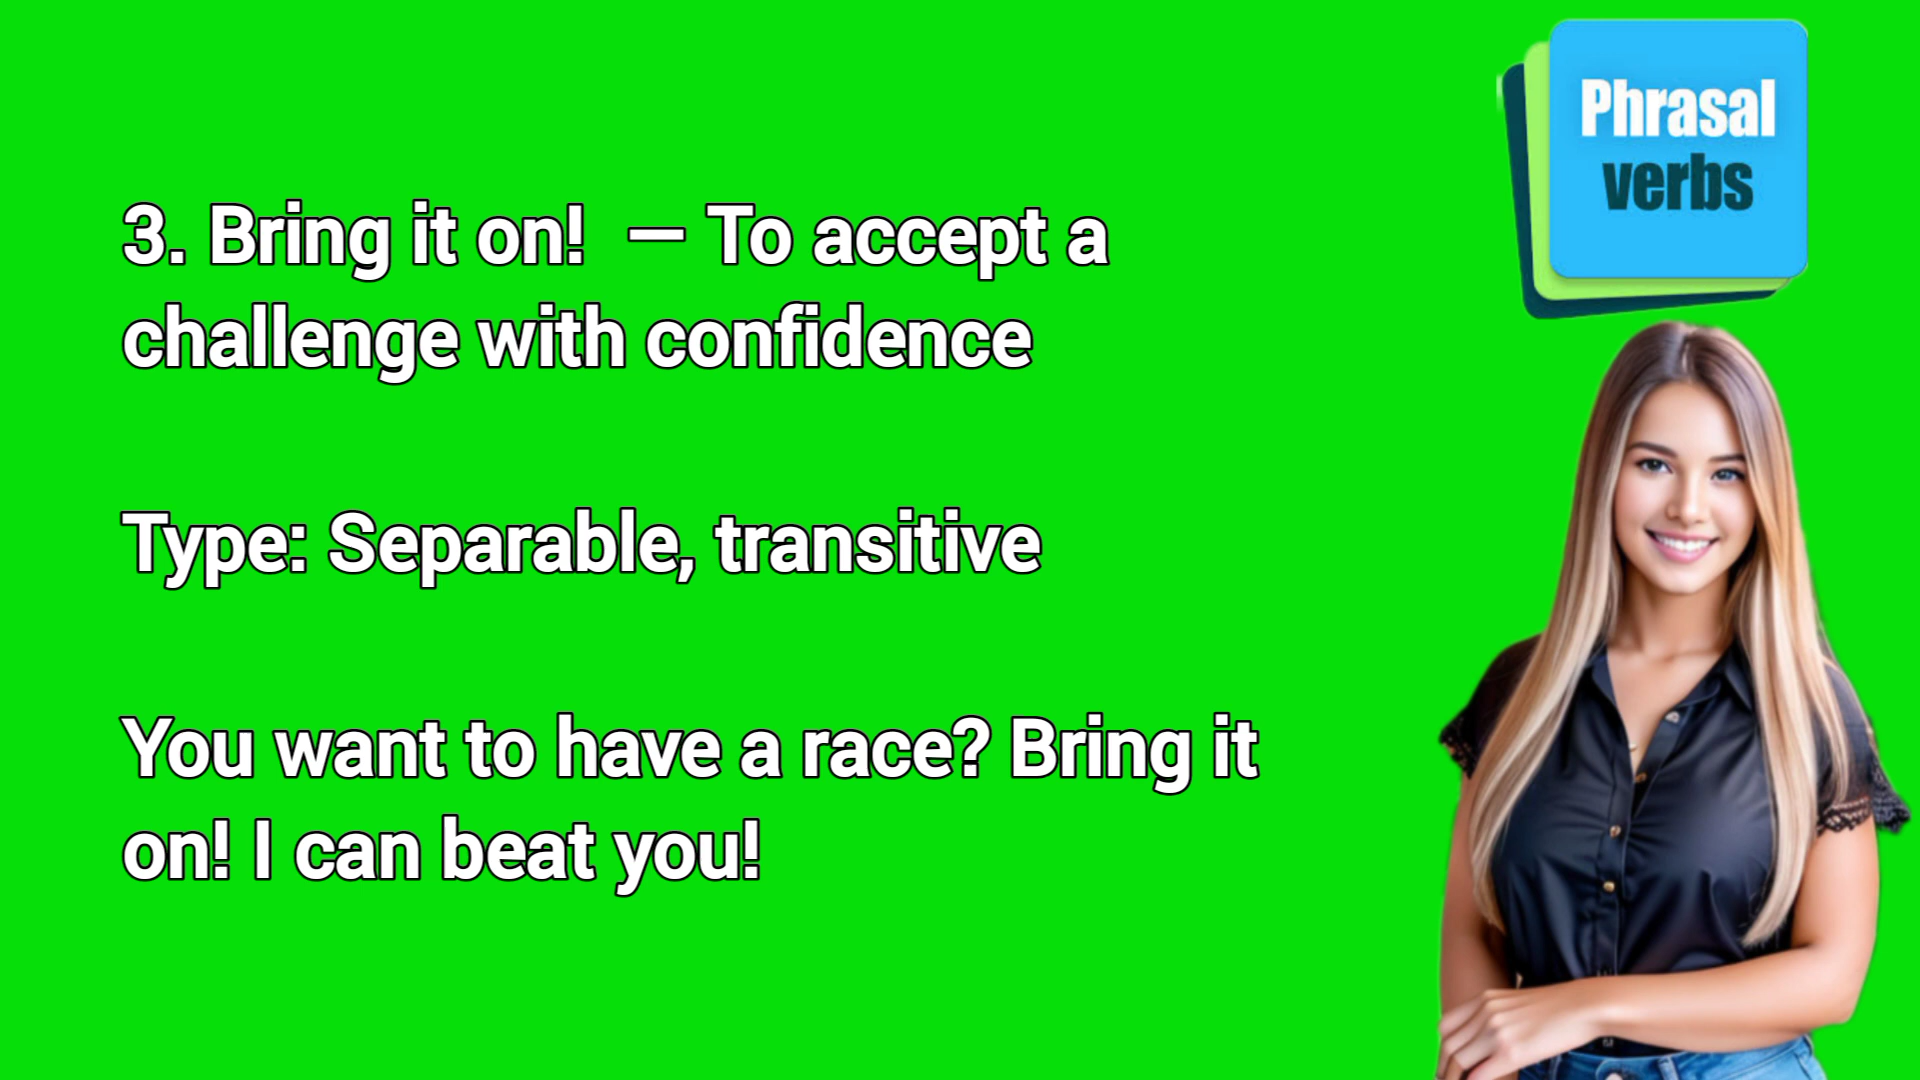 Phrasal
verbs
3. Bring it on!  — To accept a
challenge with confidence
Type: Separable, transitive
You want to have a race? Bring it
on! I can beat you!